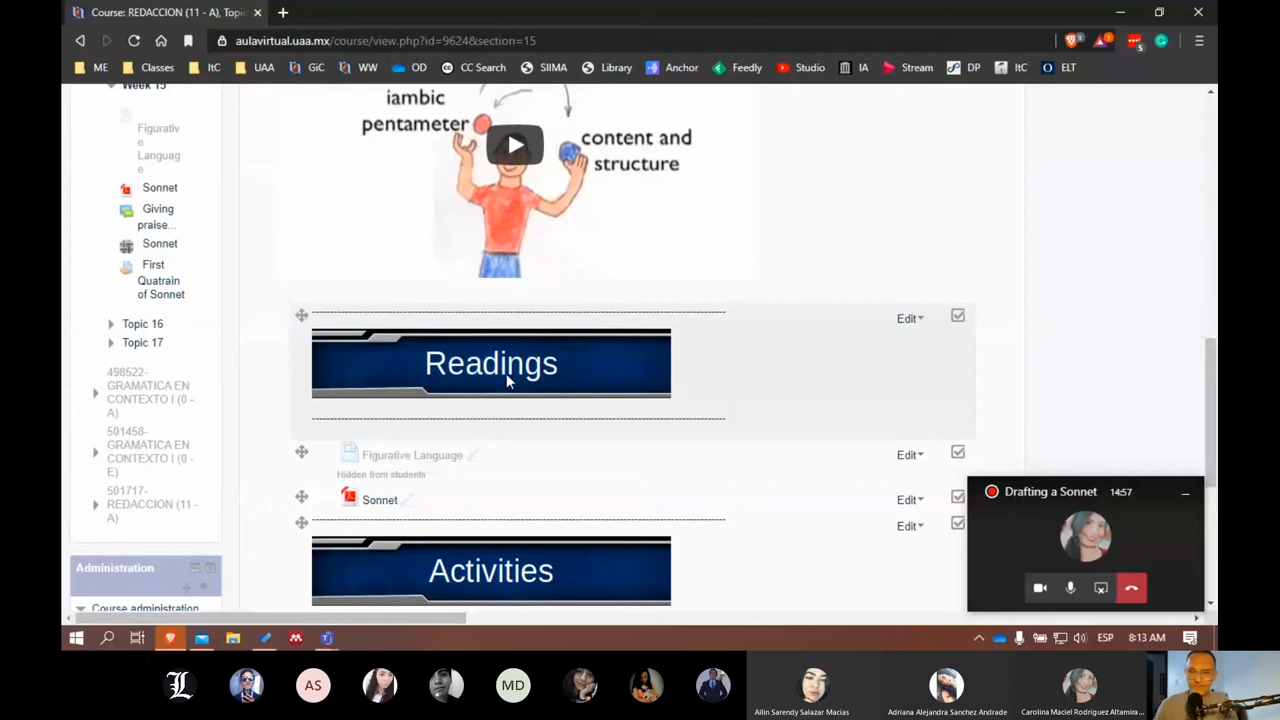 Course: REDACCION (11 - A), Topic
aulavirtual.uaa.mx/course/view.php?id=9624&section=15
3
1
5
ME
Classes
ItC
UAA
GiC
WW
OD
CC Search
SIIMA
Library
Anchor
Feedly
Studio
IA
Stream
DP
ItC
ELT
Week 15
Figurativ
e
Languag
e
Sonnet
Giving
praise...
Sonnet
First
Quatrain
of Sonnet
Topic 16
Topic 17
498522-
GRAMATICA EN
CONTEXTO I (0 -
A)
501458-
GRAMATICA EN
CONTEXTO I (0 -
E)
501717-
REDACCION (11 -
A)
Administration
Course administration
iambic
pentameter
content and
structure
Edit
Readings
Figurative Language
Edit
Hidden from students
Sonnet
Edit
Edit
Activities
Drafting a Sonnet 14:57
ESP
8:13 AM
L
AS
MD
Ailin Sarendy Salazar Macias
Adriana Alejandra Sanchez Andrade
Carolina Maciel Rodriguez Altamira...